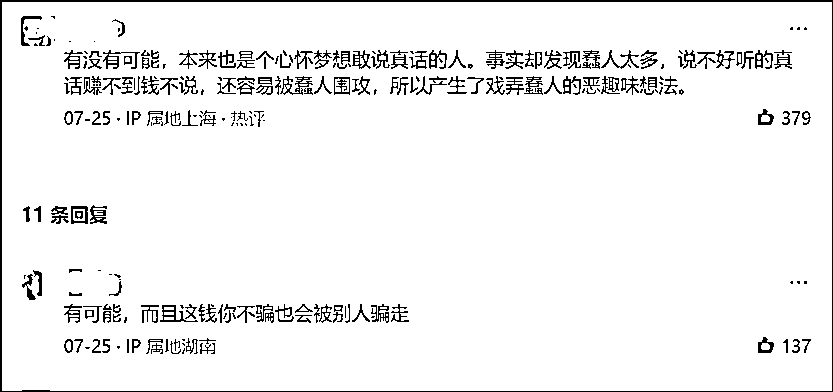 有没有可能，本来也是个心怀梦想敢说真话的人。事实却发现蠢人太多，说不好听的真
话赚不到钱不说，还容易被蠢人围攻，所以产生了戏弄蠢人的恶趣味想法。
07-25 · IP 属地上海 · 热评
379
11 条回复
有可能，而且这钱你不骗也会被别人骗走
07-25 · IP 属地湖南
137